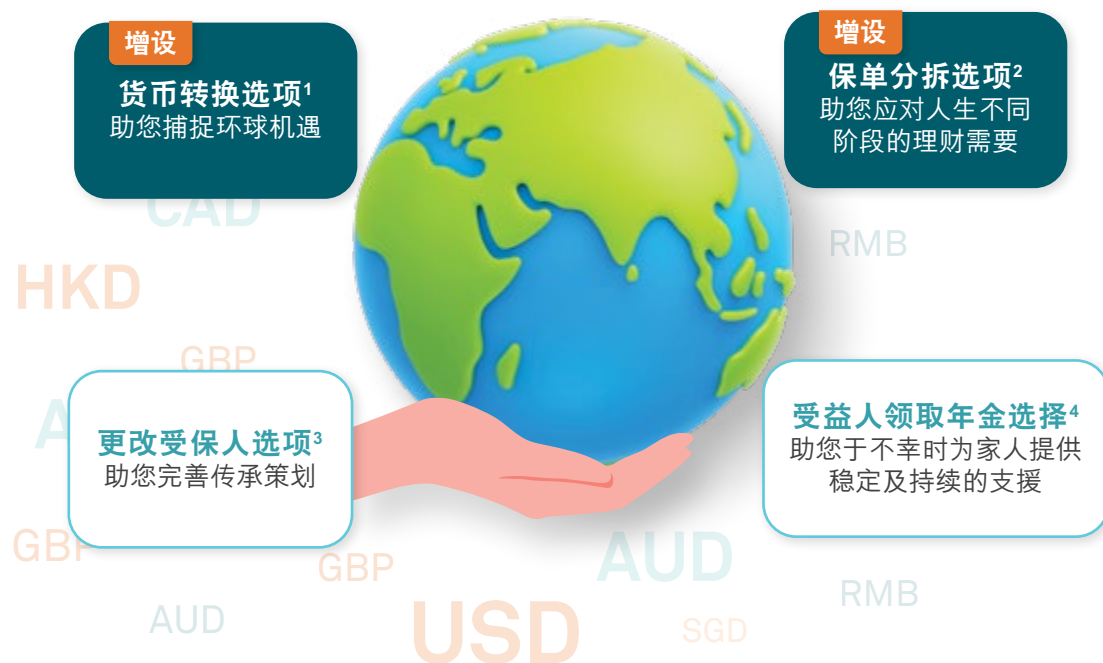 增设
货币转换选项¹
助您捕捉环球机遇
增设
保单分拆选项²
助您应对人生不同
阶段的理财需要
CAD
RMB
HKD
GBP
更改受保人选项³
助您完善传承策划
受益人领取年金选择⁴
助您于不幸时为家人提供
稳定及持续的支援
GBP
GBP
AUD
RMB
AUD
USD
SGD